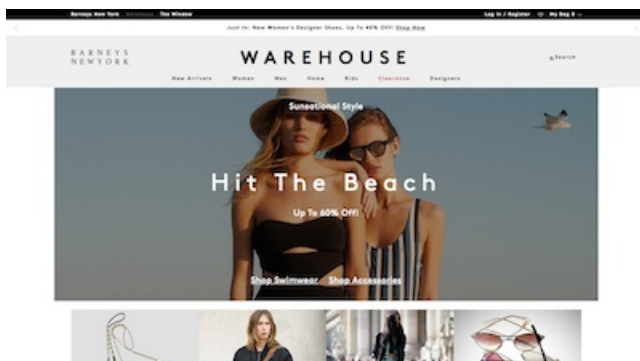 Barneys New York Warehouse The Window Log In / Register My Bag 0
Just In: New Women's Designer Shoes, Up To 40% Off! Shop Now
BARNEYS
NEWYORK
WAREHOUSE
Search
New Arrivals Women Men Home Kids Clearance Designers
Sunsational Style
Hit The Beach
Up To 60% Off!
Shop Swimwear Shop Accessories